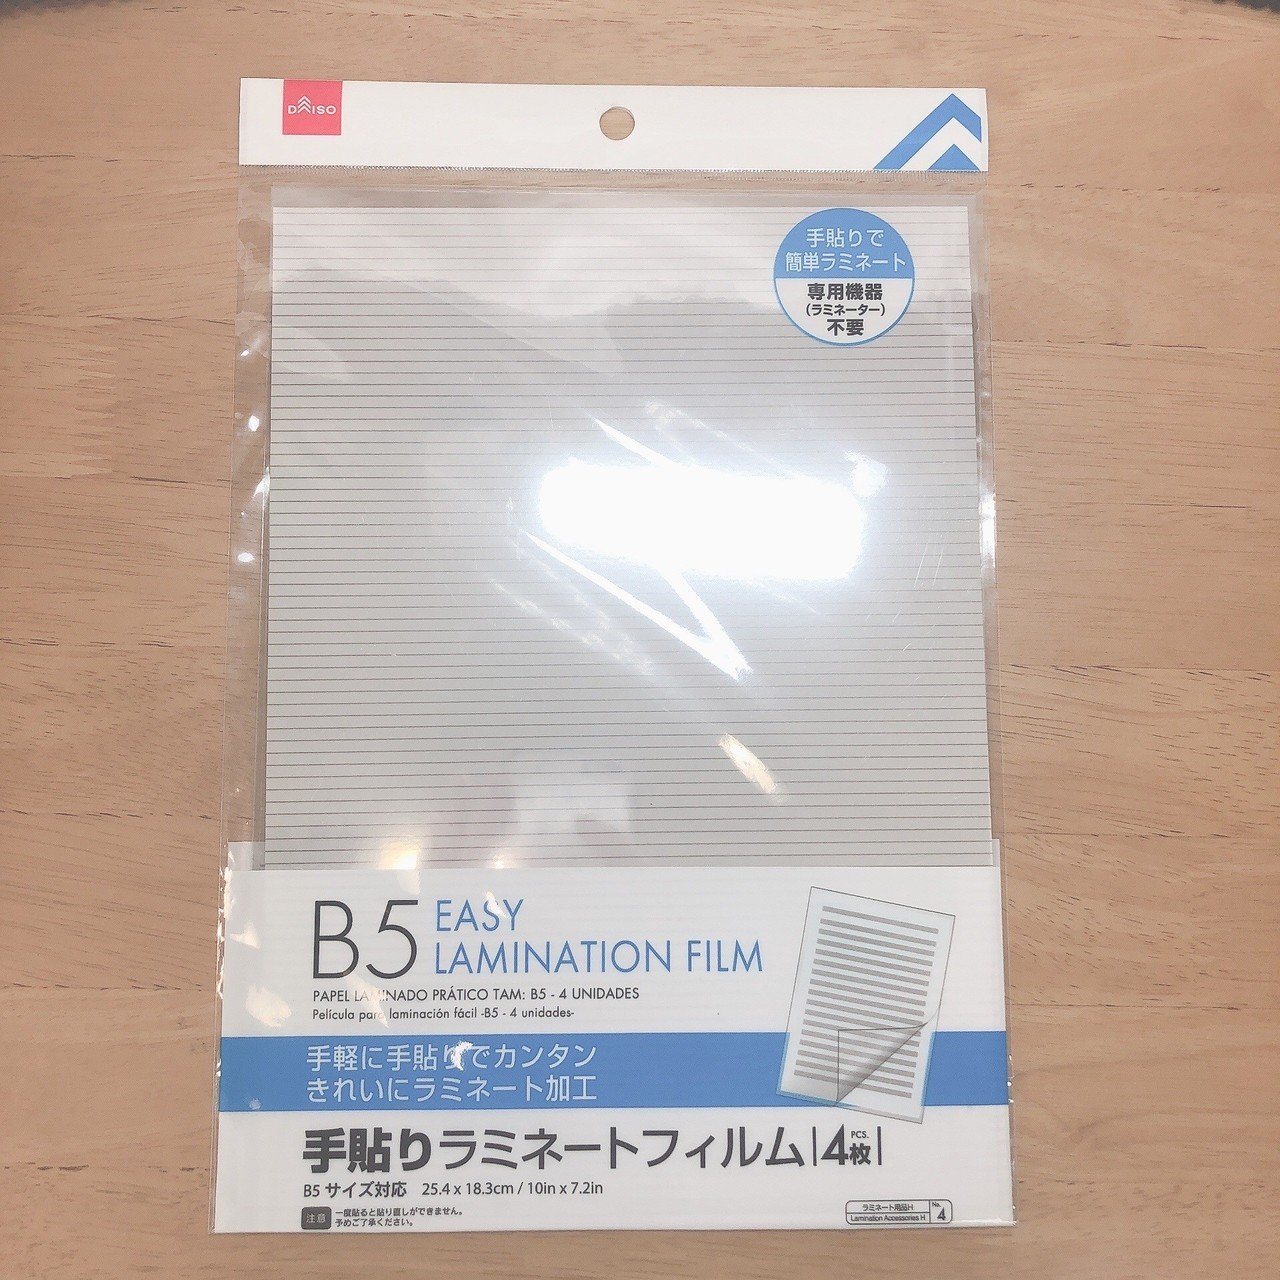 DAISO
手貼りで
簡単ラミネート
専用機器
(ラミネーター)
不要
B5 EASY
LAMINATION FILM
PAPEL LAMINADO PRÁTICO TAM: B5 - 4 UNIDADES
Película para laminación fácil -B5 - 4 unidades-
手軽に手貼りでカンタン
きれいにラミネート加工
手貼りラミネートフィルム 4枚 PCS.
B5 サイズ対応 25.4 x 18.3cm / 10in x 7.2in
注意 一度貼ると貼り直しができません。
予めご了承ください。
ラミネート用品H No.
Lamination Accessories H 4